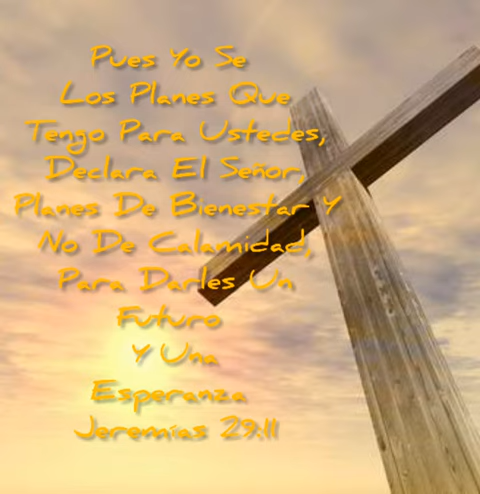 Pues Yo Se
Los Planes Que
Tengo Para Ustedes,
Declara El Señor,
Planes De Bienestar Y
No De Calamidad,
Para Darles Un
Futuro
Y Una
Esperanza
Jeremías 29:11